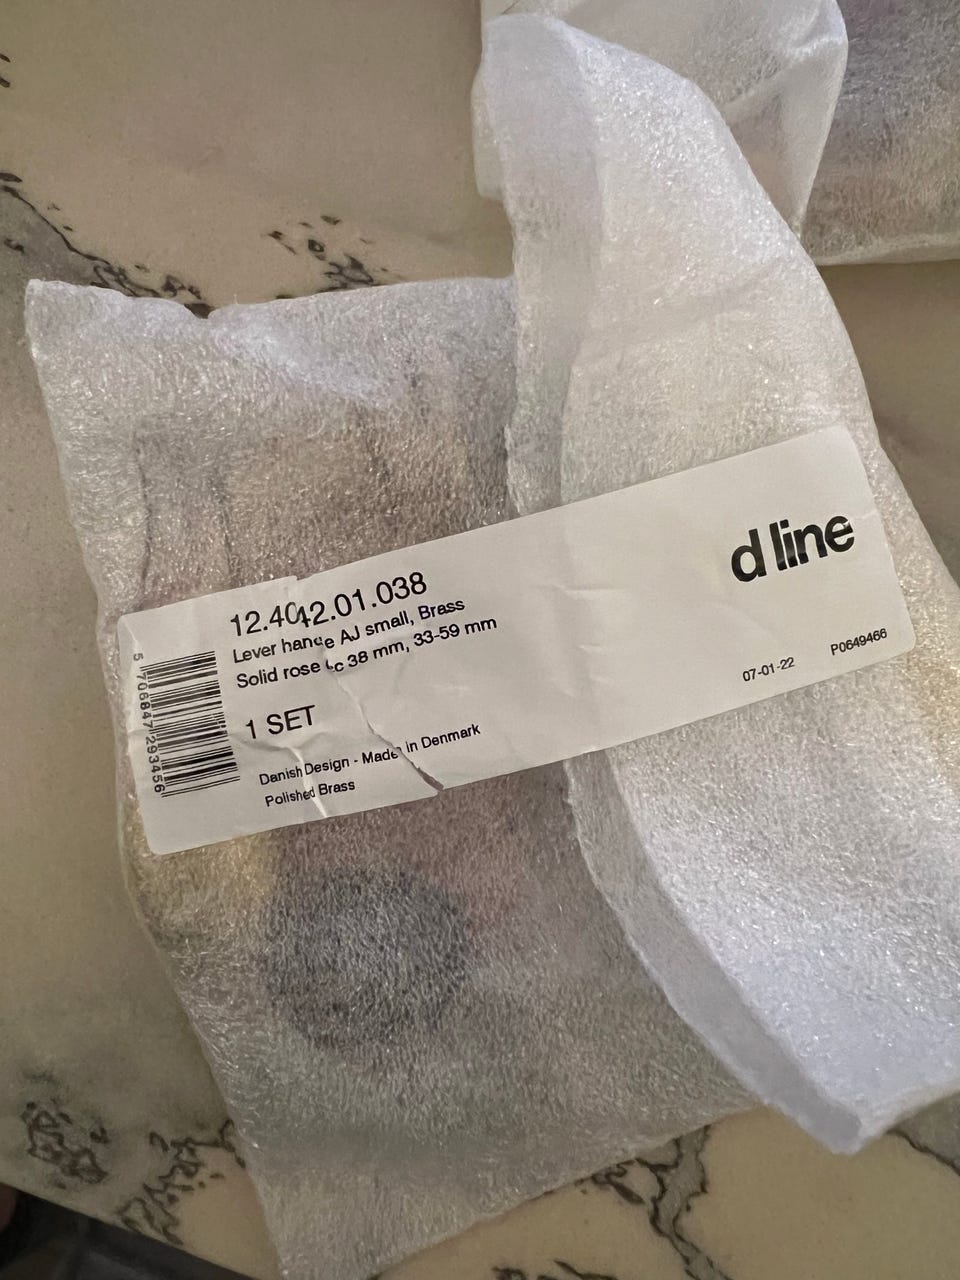 d line
12.4042.01.038
Lever han e AJ small, Brass
Solid rose cc 38 mm, 33-59 mm
1 SET
Danish Design - Made in Denmark
Polished Brass
07-01-22
P0649466
5 706847 293456